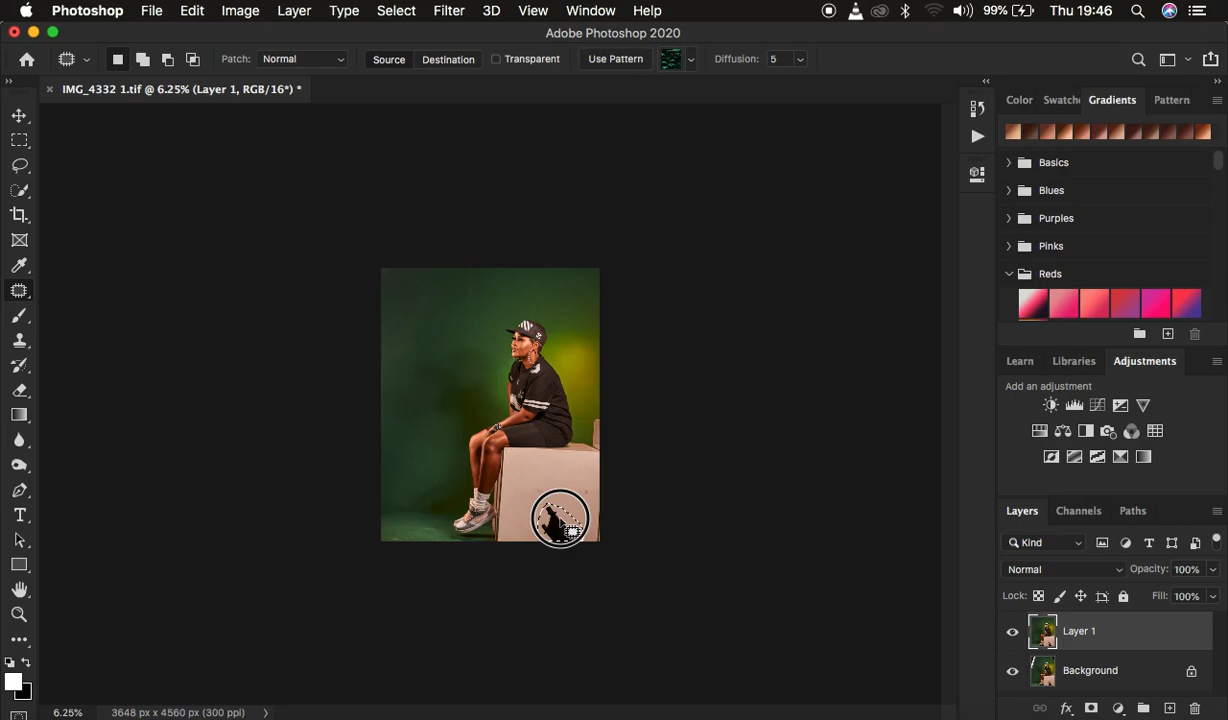 Photoshop File Edit Image Layer Type Select Filter 3D View Window Help 99% Thu 19:46
Adobe Photoshop 2020
Patch: Normal Source Destination Transparent Use Pattern Diffusion: 5
IMG_4332 1.tif @ 6.25% (Layer 1, RGB/16*) *
Color Swatche Gradients Pattern
Basics
Blues
Purples
Pinks
Reds
Learn Libraries Adjustments
Add an adjustment
Layers Channels Paths
Kind
Normal Opacity: 100%
Lock: Fill: 100%
Layer 1
Background
6.25% 3648 px x 4560 px (300 ppi)